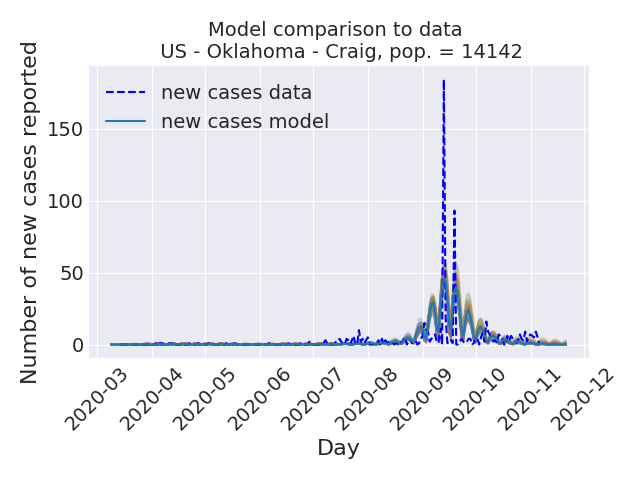 Model comparison to data
US - Oklahoma - Craig, pop. = 14142
new cases data
new cases model
Number of new cases reported
150
100
50
0
2020-03
2020-04
2020-05
2020-06
2020-07
2020-08
2020-09
2020-10
2020-11
2020-12
Day